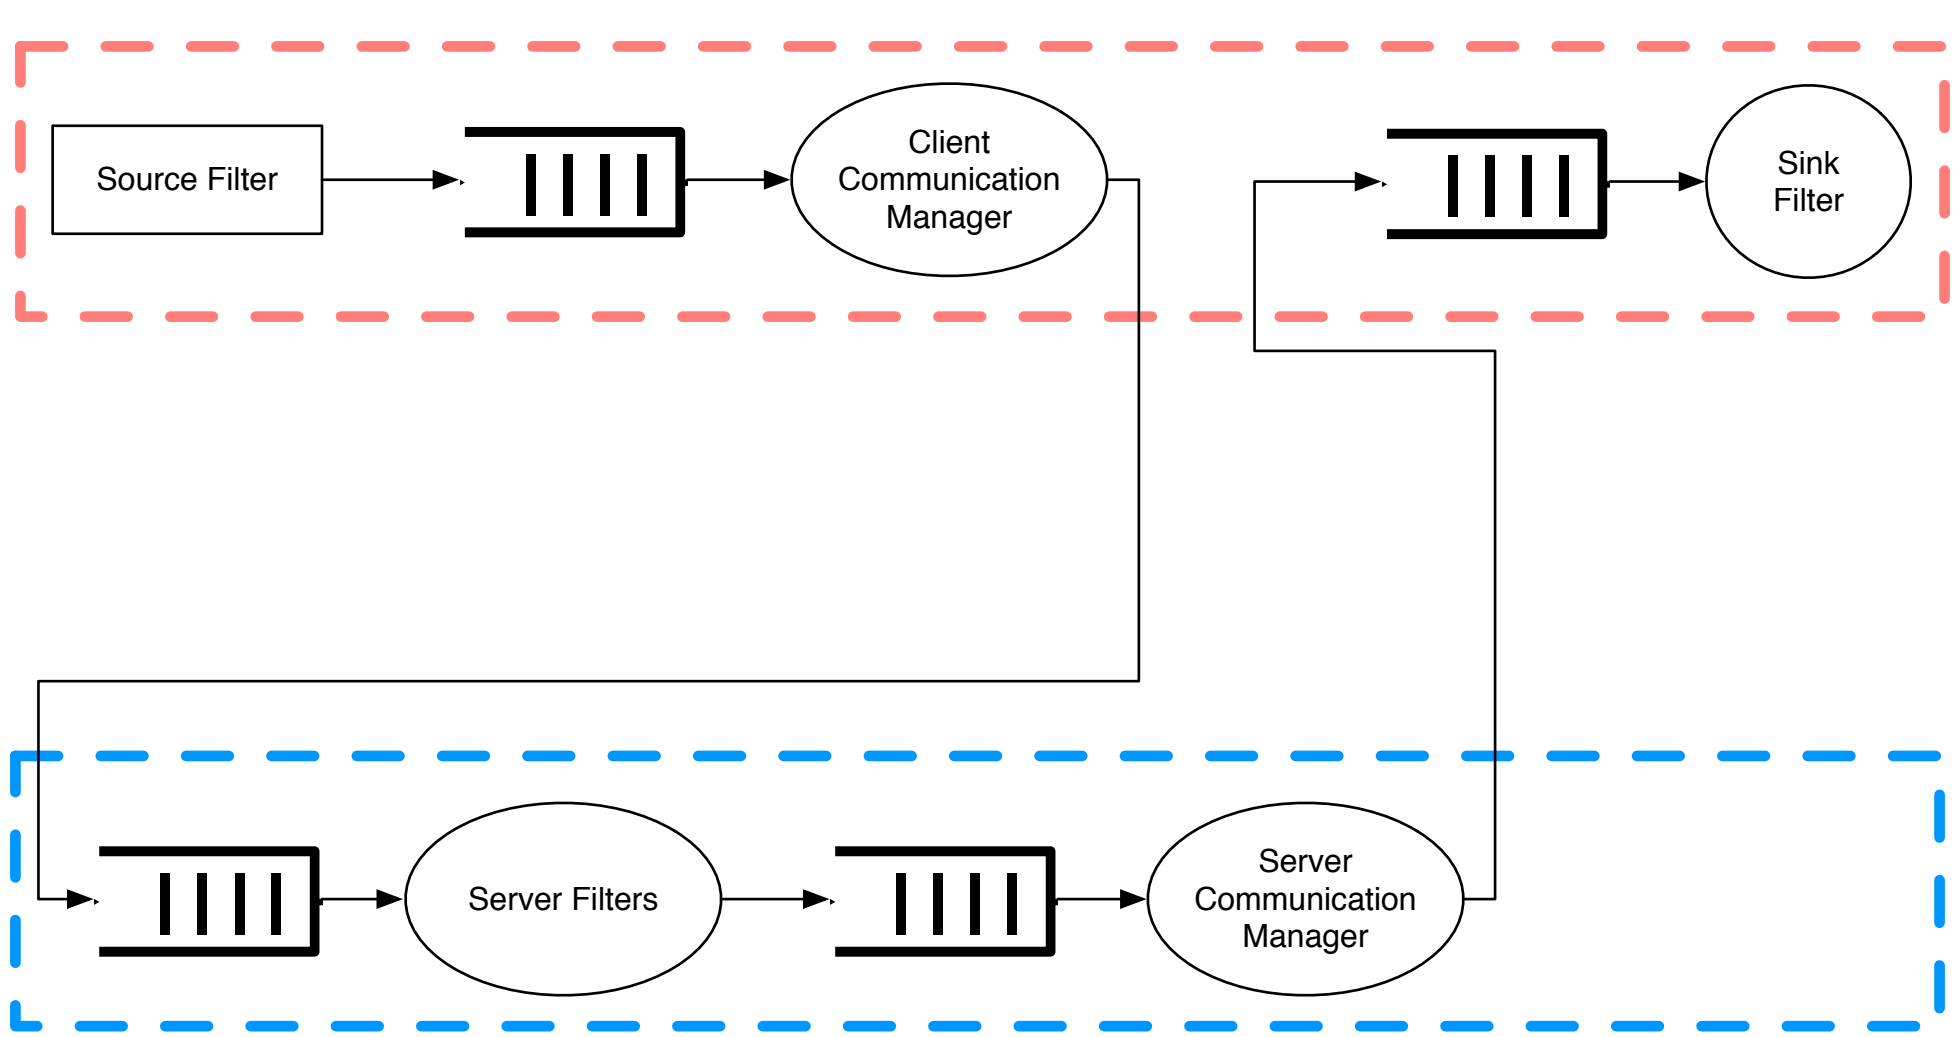 Source Filter
Client
Communication
Manager
Sink
Filter
Server Filters
Server
Communication
Manager